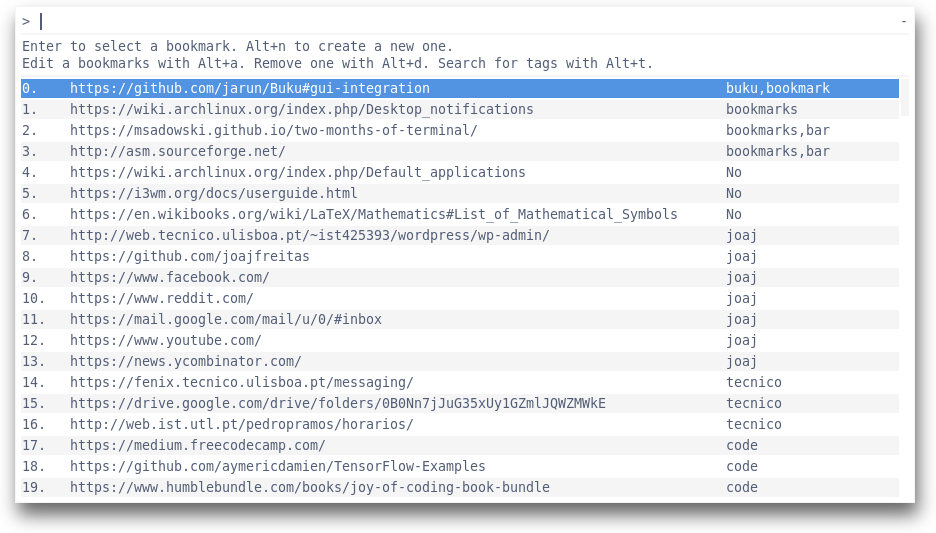 > -
Enter to select a bookmark. Alt+n to create a new one.
Edit a bookmarks with Alt+a. Remove one with Alt+d. Search for tags with Alt+t.
0. https://github.com/jarun/Buku#gui-integration buku,bookmark
1. https://wiki.archlinux.org/index.php/Desktop_notifications bookmarks
2. https://msadowski.github.io/two-months-of-terminal/ bookmarks,bar
3. http://asm.sourceforge.net/ bookmarks,bar
4. https://wiki.archlinux.org/index.php/Default_applications No
5. https://i3wm.org/docs/userguide.html No
6. https://en.wikibooks.org/wiki/LaTeX/Mathematics#List_of_Mathematical_Symbols No
7. http://web.tecnico.ulisboa.pt/~ist425393/wordpress/wp-admin/ joaj
8. https://github.com/joajfreitas joaj
9. https://www.facebook.com/ joaj
10. https://www.reddit.com/ joaj
11. https://mail.google.com/mail/u/0/#inbox joaj
12. https://www.youtube.com/ joaj
13. https://news.ycombinator.com/ joaj
14. https://fenix.tecnico.ulisboa.pt/messaging/ tecnico
15. https://drive.google.com/drive/folders/0B0Nn7jJuG35xUy1GZmlJQWZMWkE tecnico
16. http://web.ist.utl.pt/pedropramos/horarios/ tecnico
17. https://medium.freecodecamp.com/ code
18. https://github.com/aymericdamien/TensorFlow-Examples code
19. https://www.humblebundle.com/books/joy-of-coding-book-bundle code